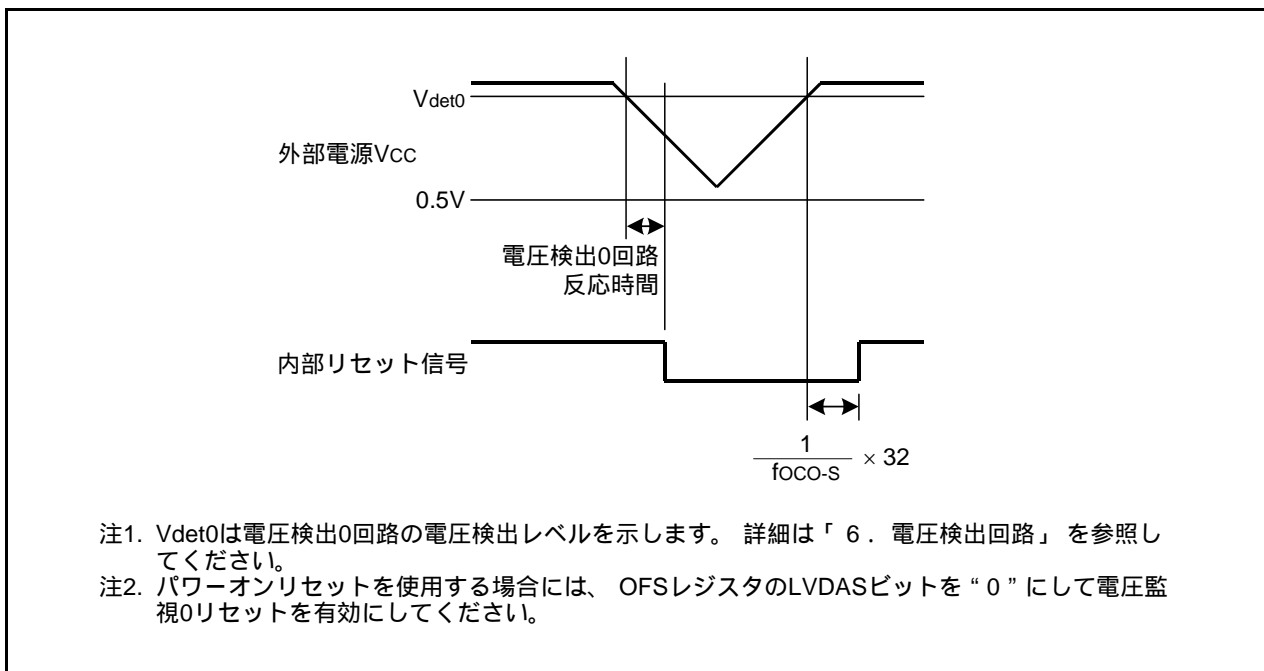 Vdet0
外部電源VCC
0.5V
電圧検出0回路
反応時間
内部リセット信号
1
fOCO-S
× 32
注1. Vdet0は電圧検出0回路の電圧検出レベルを示します。 詳細は「 6． 電圧検出回路」 を参照し
てください。
注2. パワーオンリセットを使用する場合には、 OFSレジスタのLVDASビットを “ 0 ” にして電圧監
視0リセットを有効にしてください。